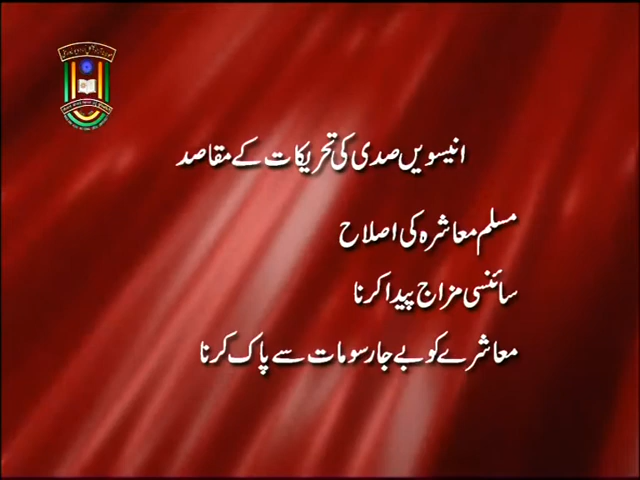 انیسویں صدی کی تحریکات کے مقاصد
مسلم معاشرہ کی اصلاح
سائنسی مزاج پیدا کرنا
معاشرے کو بے جا رسومات سے پاک کرنا